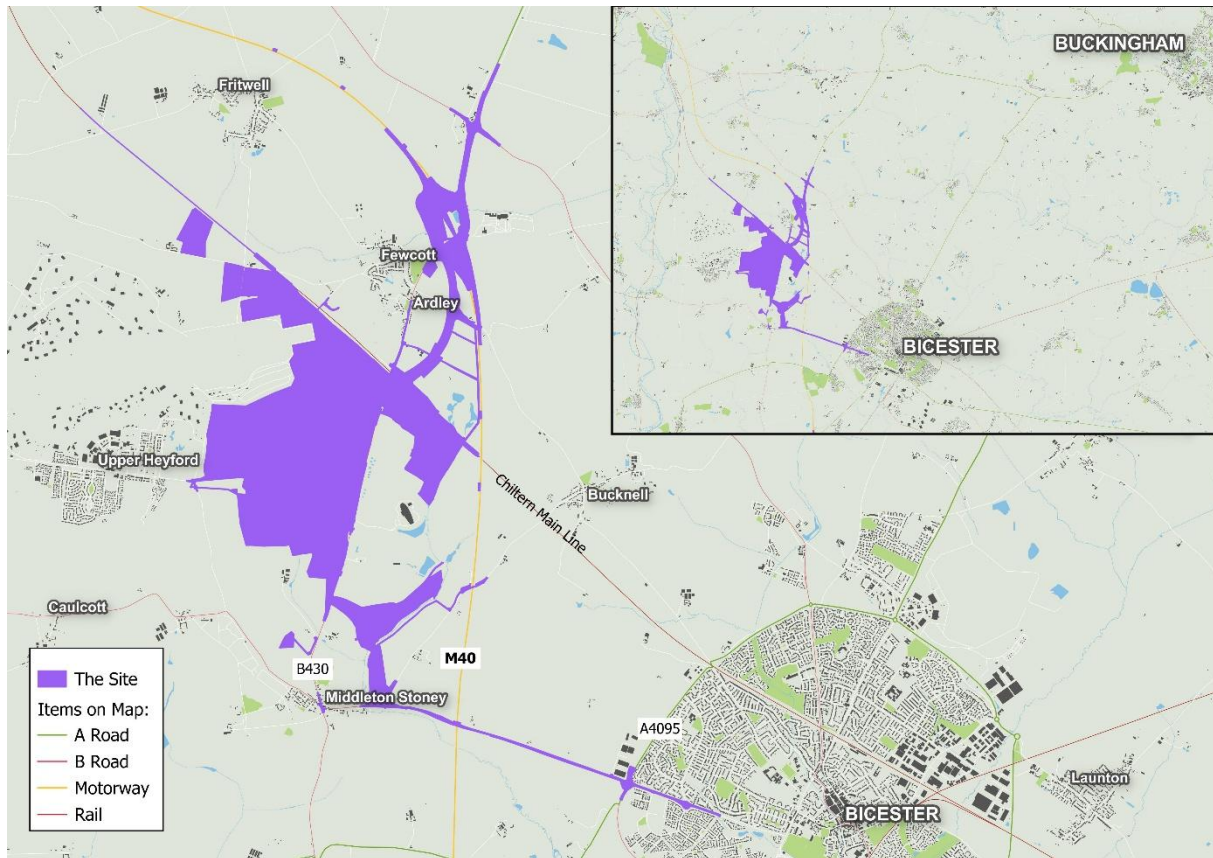 BUCKINGHAM
BICESTER
Fritwell
Fewcott
Ardley
Upper Heyford
Bucknell
Chiltern Main Line
Caulcott
B430
M40
Middleton Stoney
A4095
Launton
BICESTER
The Site
Items on Map:
A Road
B Road
Motorway
Rail